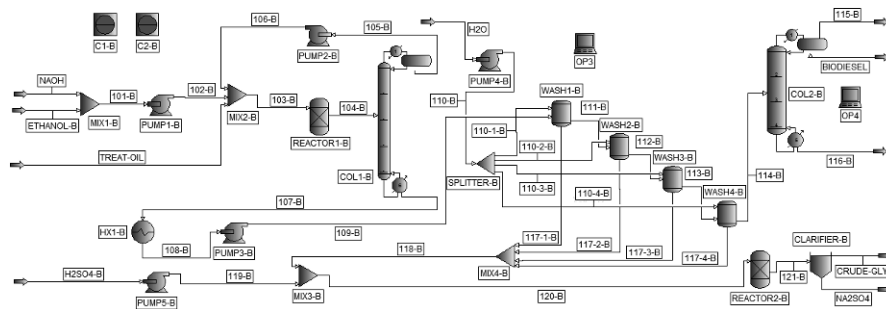 106-B
105-B
H2O
115-B
C1-B
C2-B
PUMP2-B
OP3
BIODIESEL
NAOH
PUMP4-B
WASH1-B
COL2-B
101-B
102-B
103-B
104-B
110-B
111-B
OP4
ETHANOL-B
MIX1-B
PUMP1-B
MIX2-B
110-1-B
110-2-B
WASH2-B
112-B
REACTOR1-B
WASH3-B
TREAT-OIL
COL1-B
SPLITTER-B
110-3-B
113-B
114-B
116-B
110-4-B
WASH4-B
107-B
109-B
HX1-B
PUMP3-B
108-B
118-B
117-1-B
117-2-B
117-3-B
117-4-B
CLARIFIER-B
H2SO4-B
119-B
MIX4-B
CRUDE-GLY
PUMP5-B
MIX3-B
120-B
REACTOR2-B
121-B
NA2SO4